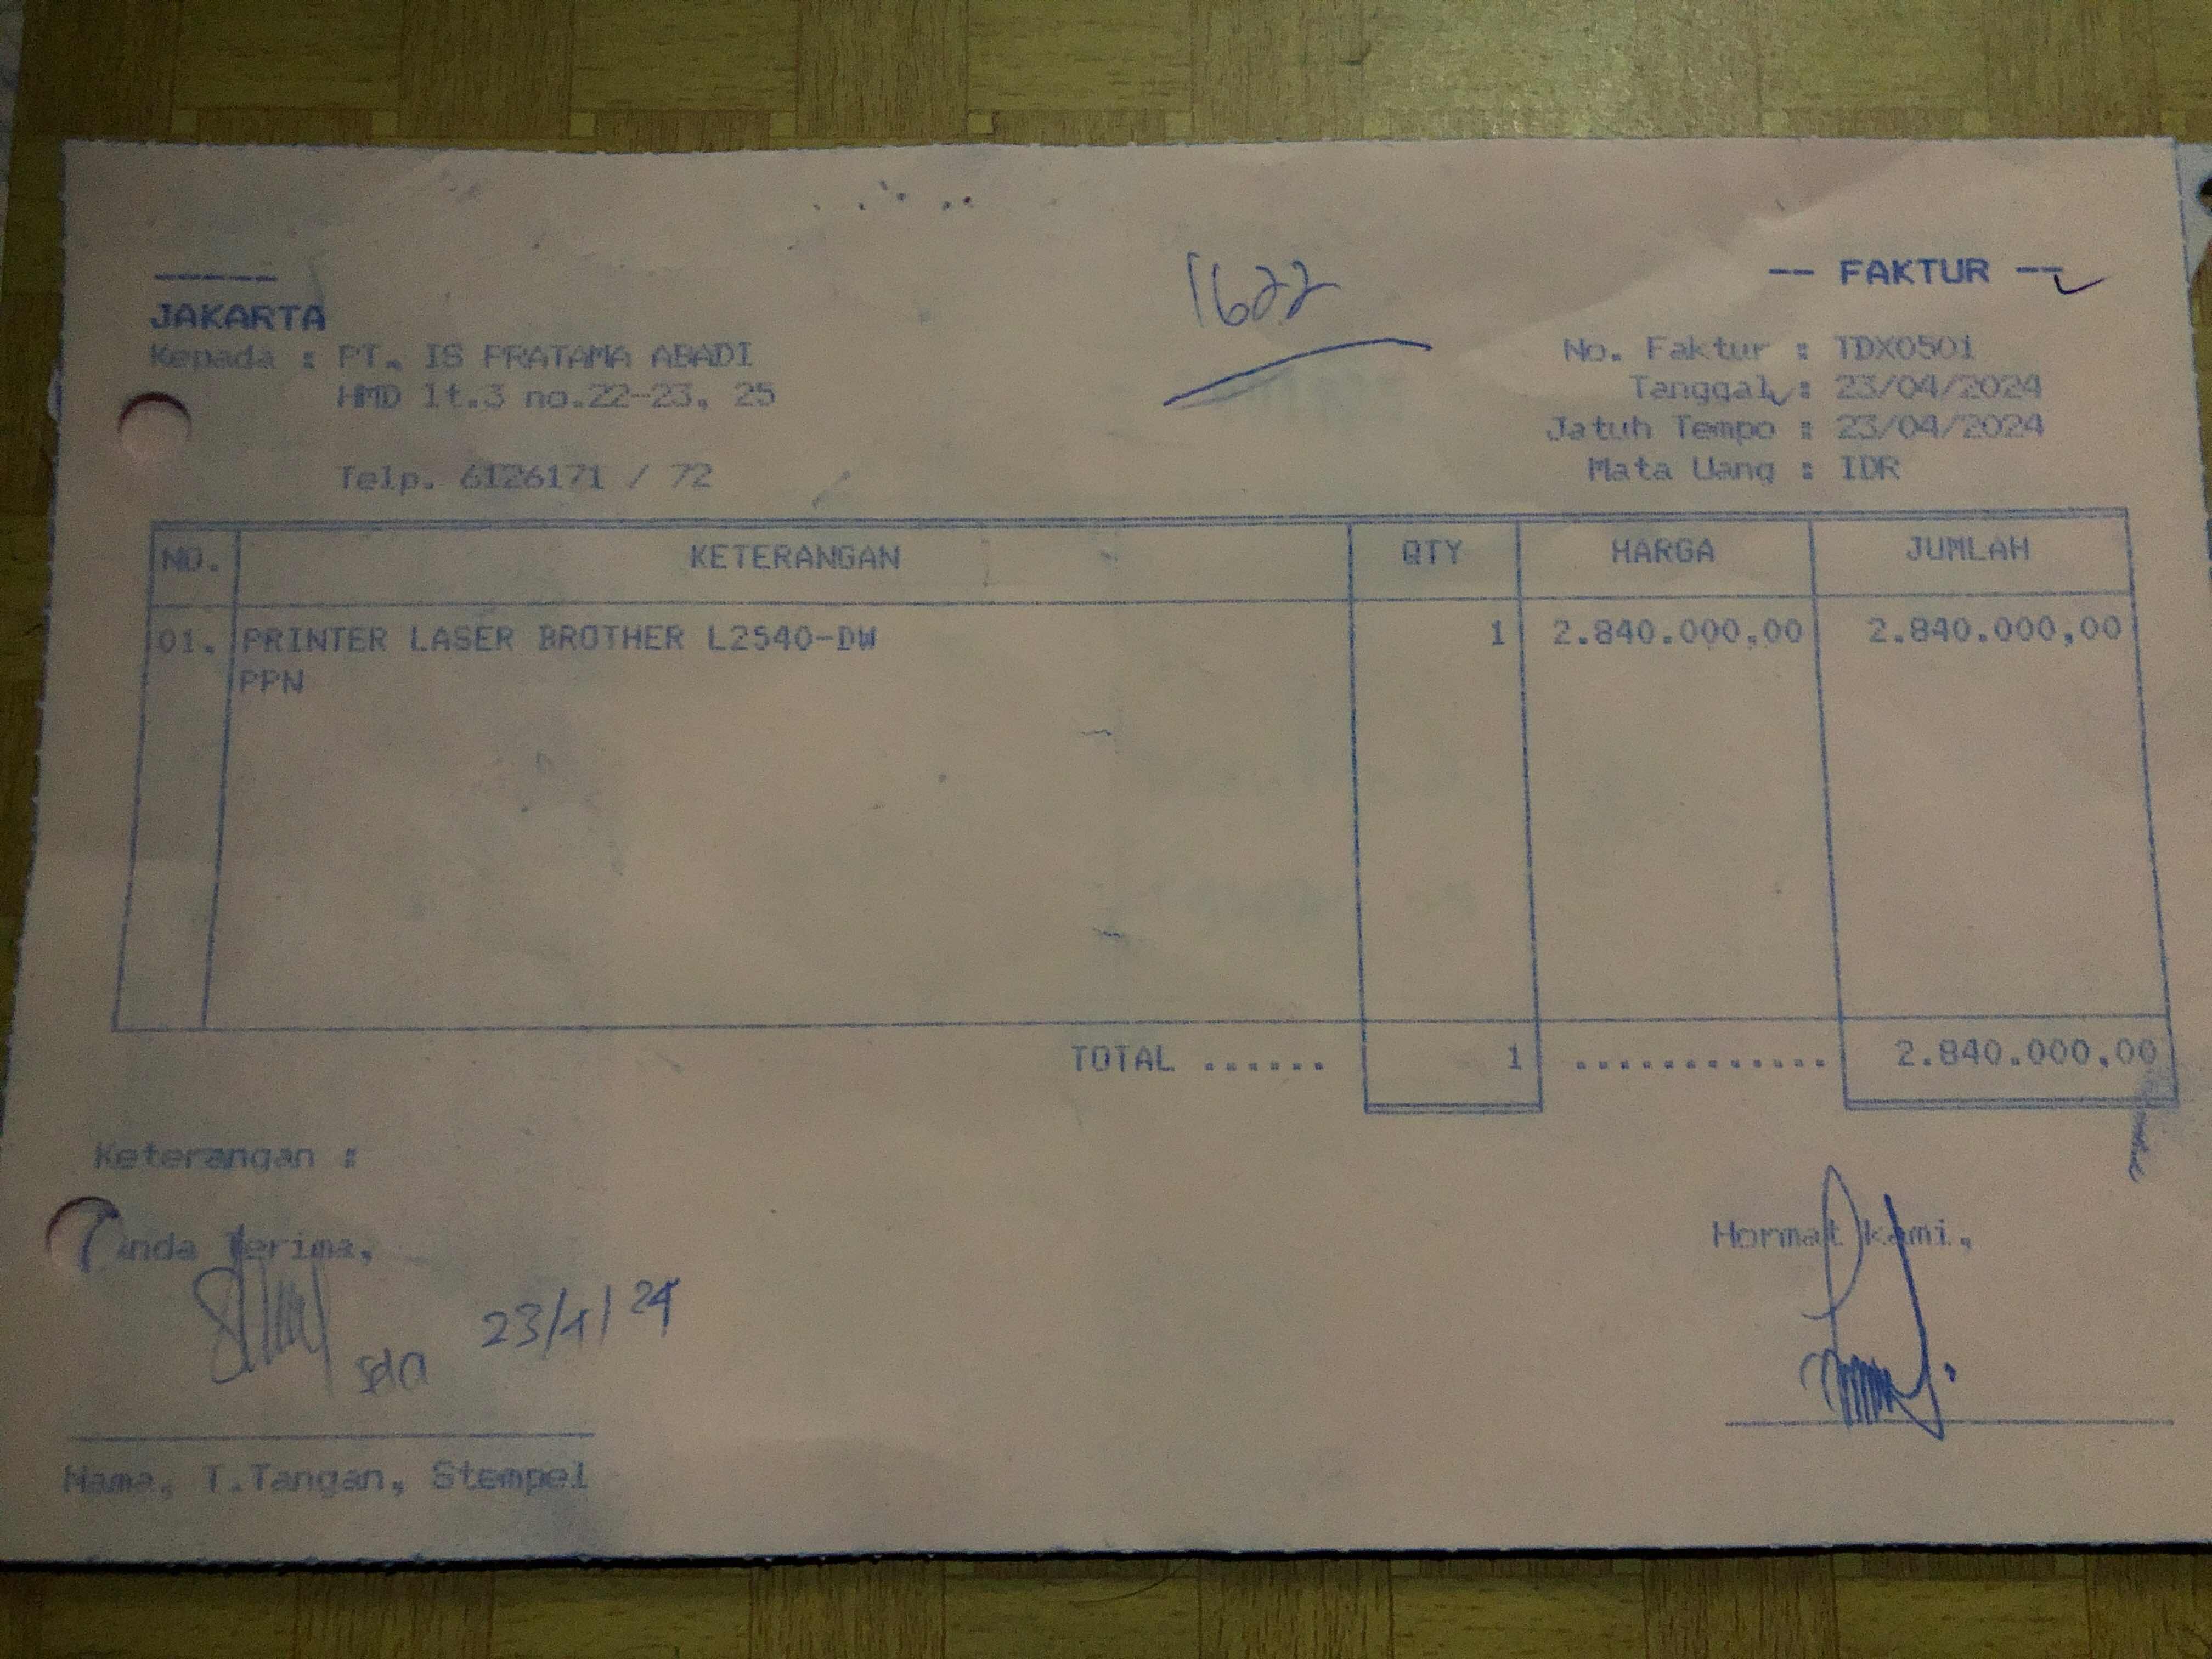 JAKARTA
Kepada : PT. IS PRATAMA ABADI
HMD lt.3 no.22-23, 25
Telp. 6126171 / 72
1622
-- FAKTUR --
No. Faktur : TDX0501
Tanggal : 23/04/2024
Jatuh Tempo : 23/04/2024
Mata Uang : IDR
NO. KETERANGAN QTY HARGA JUMLAH
01. PRINTER LASER BROTHER L2540-DW 1 2.840.000,00 2.840.000,00
PPN
TOTAL ...... 1 ............ 2.840.000,00
Keterangan :
Tanda Terima,
Hormat kami,
23/4/24
Nama, T.Tangan, Stempel